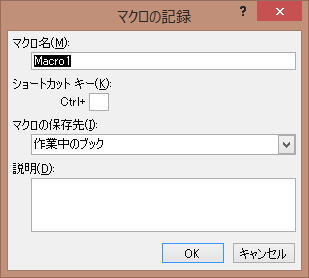 マクロの記録
?
×
マクロ名(M):
Macro1
ショートカット キー(K):
Ctrl+
マクロの保存先(I):
作業中のブック
説明(D):
OK
キャンセル